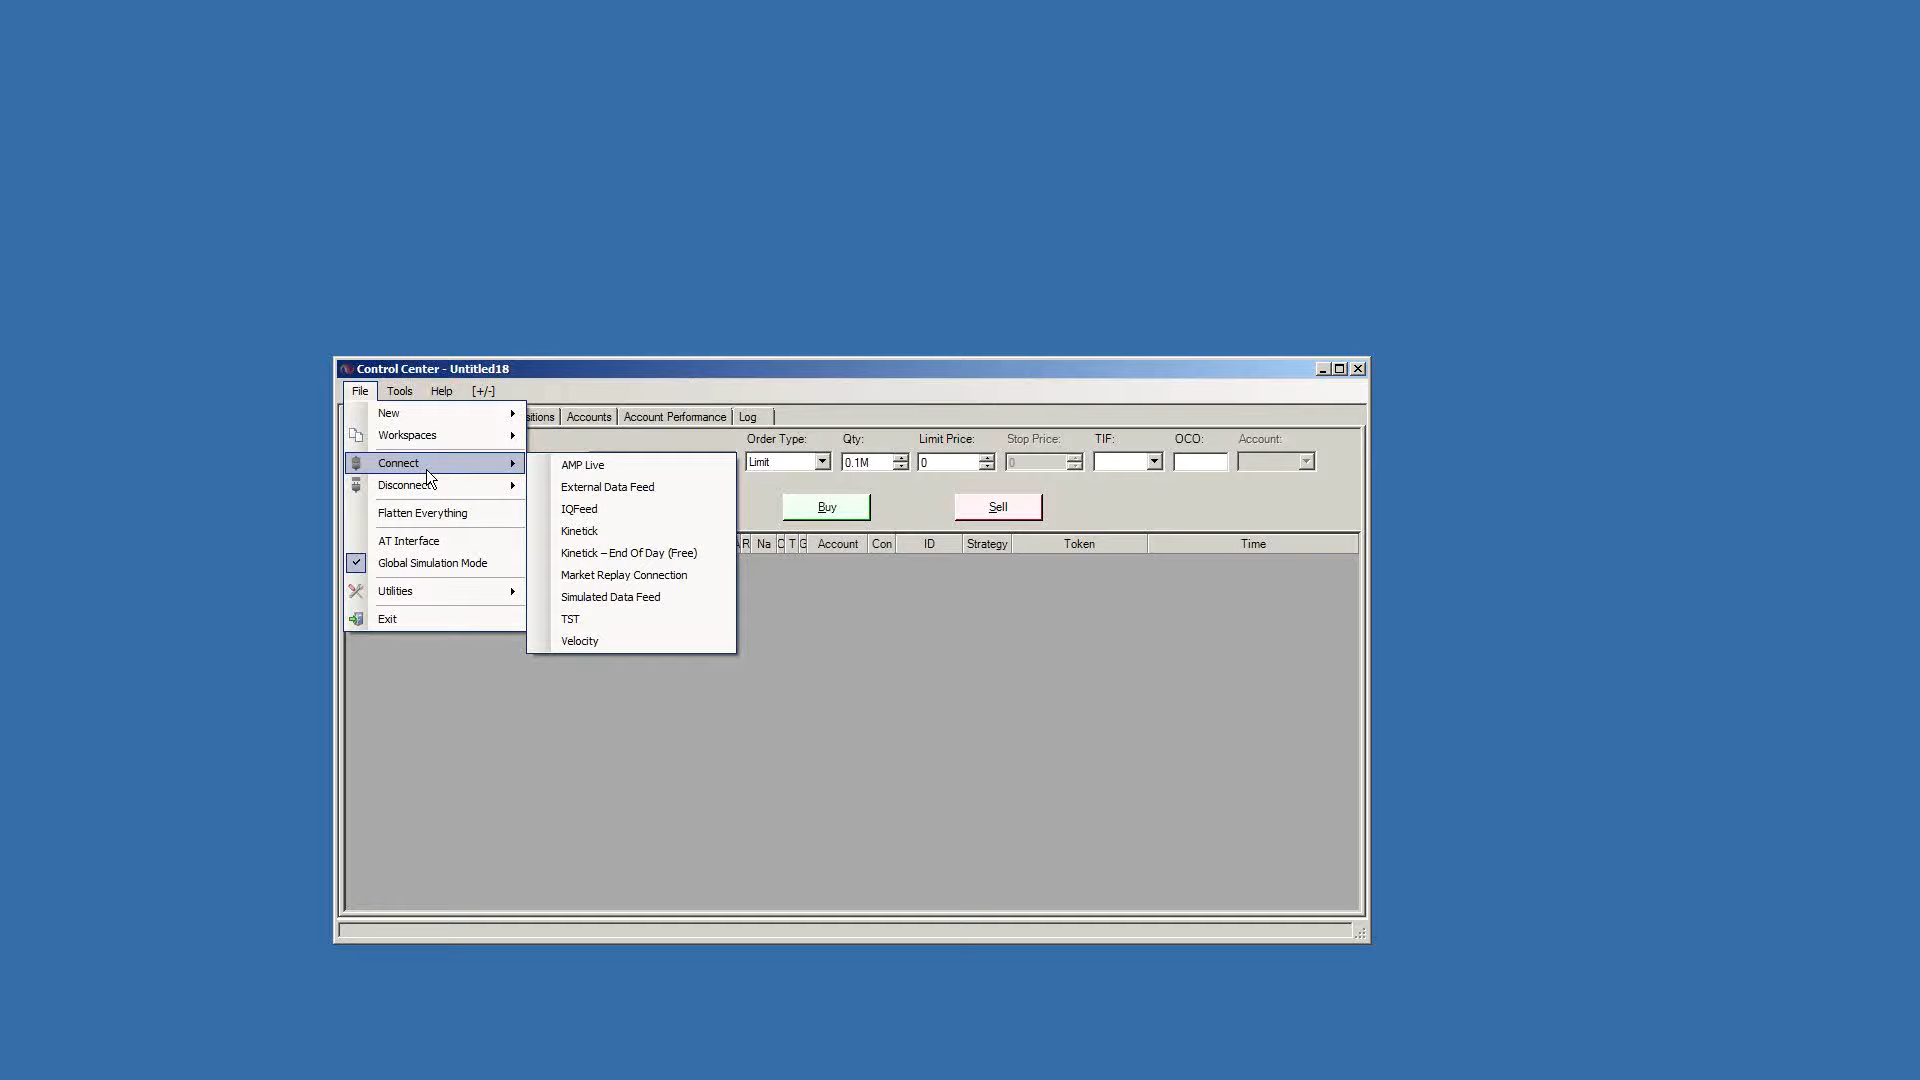 Control Center - Untitled18
File Tools Help [+/-]
Accounts Account Performance Log
New
Workspaces
Connect
Disconnect
Flatten Everything
AT Interface
Global Simulation Mode
Utilities
Exit
AMP Live
External Data Feed
IQFeed
Kinetick
Kinetick – End Of Day (Free)
Market Replay Connection
Simulated Data Feed
TST
Velocity
Order Type: Qty: Limit Price: Stop Price: TIF: OCO: Account:
Limit 0.1M 0 0
Buy Sell
R Na C T G Account Con ID Strategy Token Time